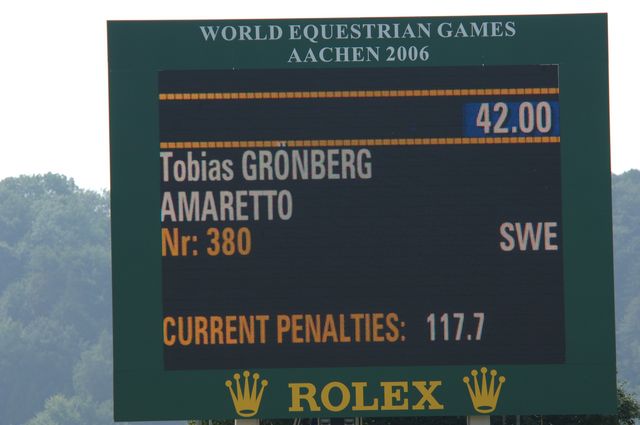 WORLD EQUESTRIAN GAMES
AACHEN 2006
42.00
Tobias GRÖNBERG
AMARETTO
Nr: 380 SWE
CURRENT PENALTIES: 117.7
ROLEX